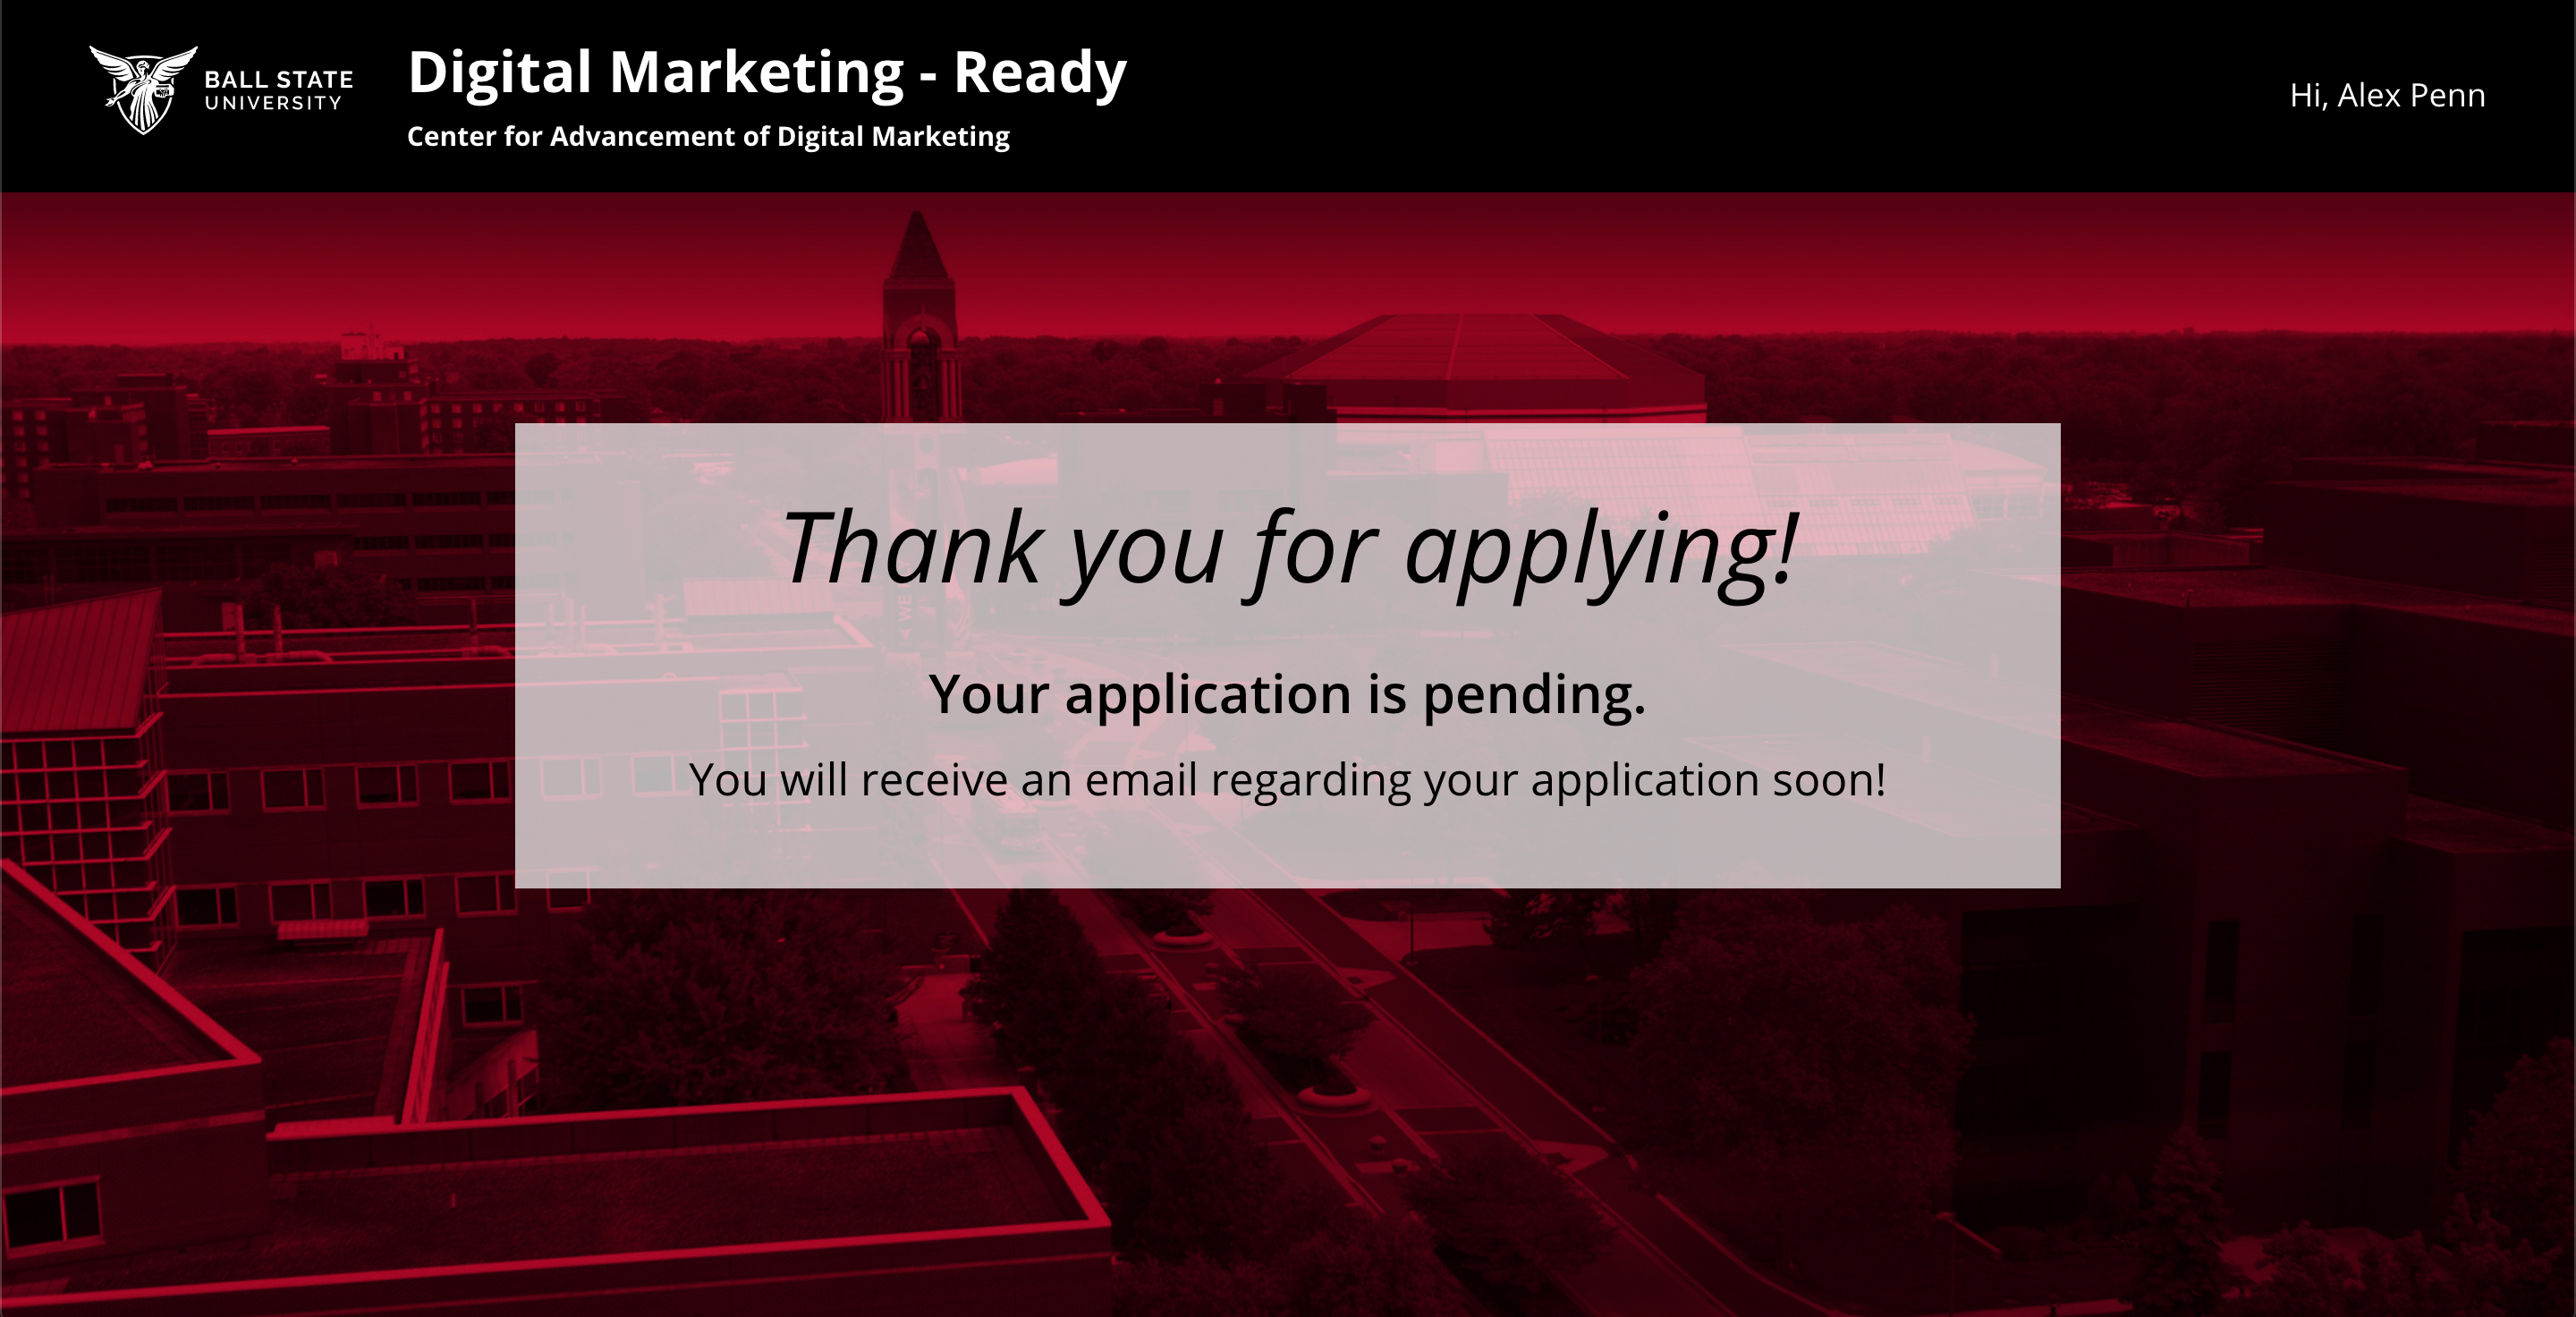 BALL STATE
UNIVERSITY
Digital Marketing - Ready
Center for Advancement of Digital Marketing
Hi, Alex Penn
Thank you for applying!
WE
Your application is pending.
You will receive an email regarding your application soon!